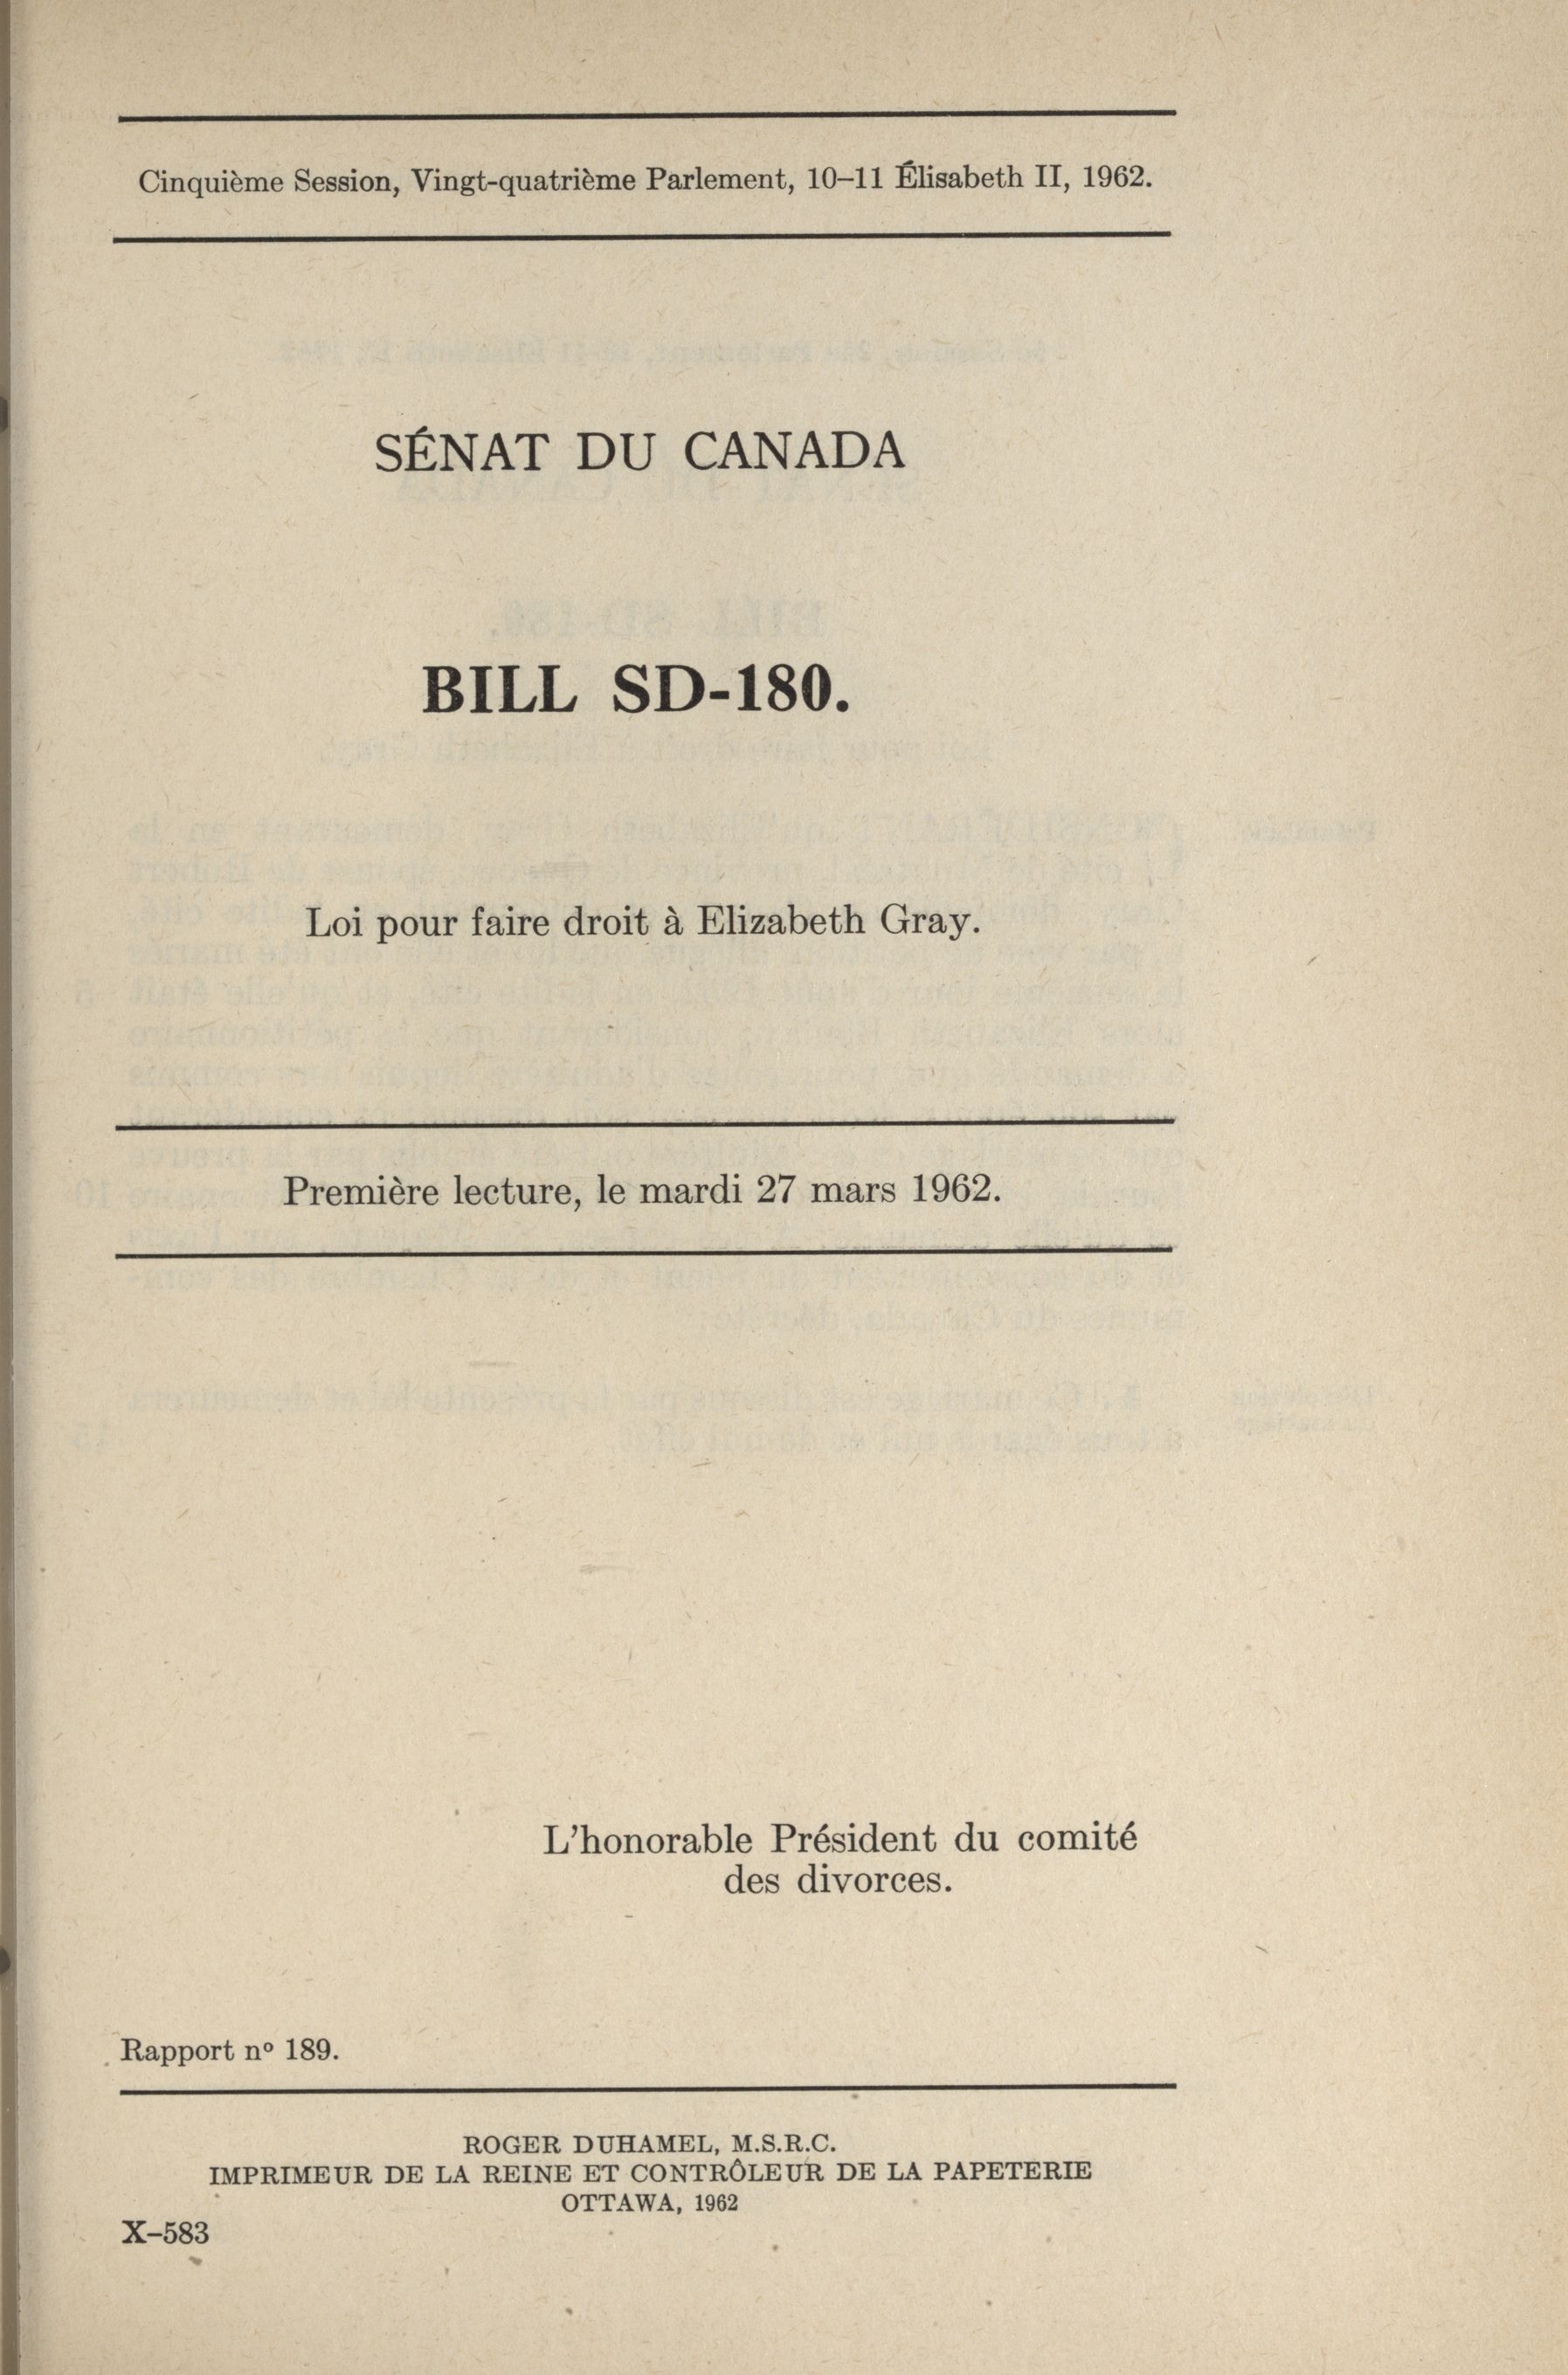 Cinquième Session, Vingt-quatrième Parlement, 10–11 Élisabeth II, 1962.
SÉNAT DU CANADA
BILL SD-180.
Loi pour faire droit à Elizabeth Gray.
Première lecture, le mardi 27 mars 1962.
L'honorable Président du comité
des divorces.
Rapport nº 189.
ROGER DUHAMEL, M.S.R.C.
IMPRIMEUR DE LA REINE ET CONTRÔLEUR DE LA PAPETERIE
OTTAWA, 1962
X–583